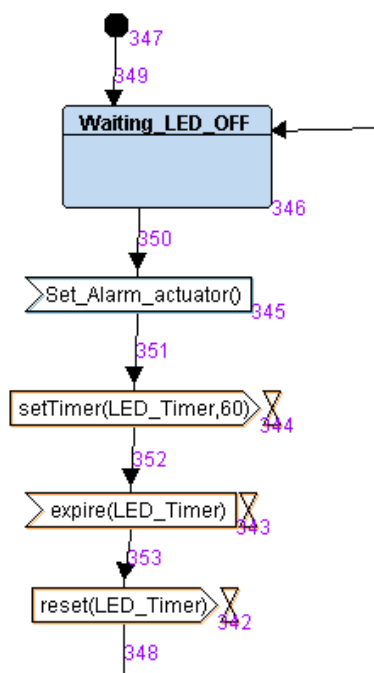 347
349
Waiting_LED_OFF
346
350
Set_Alarm_actuator()
345
351
setTimer(LED_Timer,60)
344
352
expire(LED_Timer)
343
353
reset(LED_Timer)
342
348